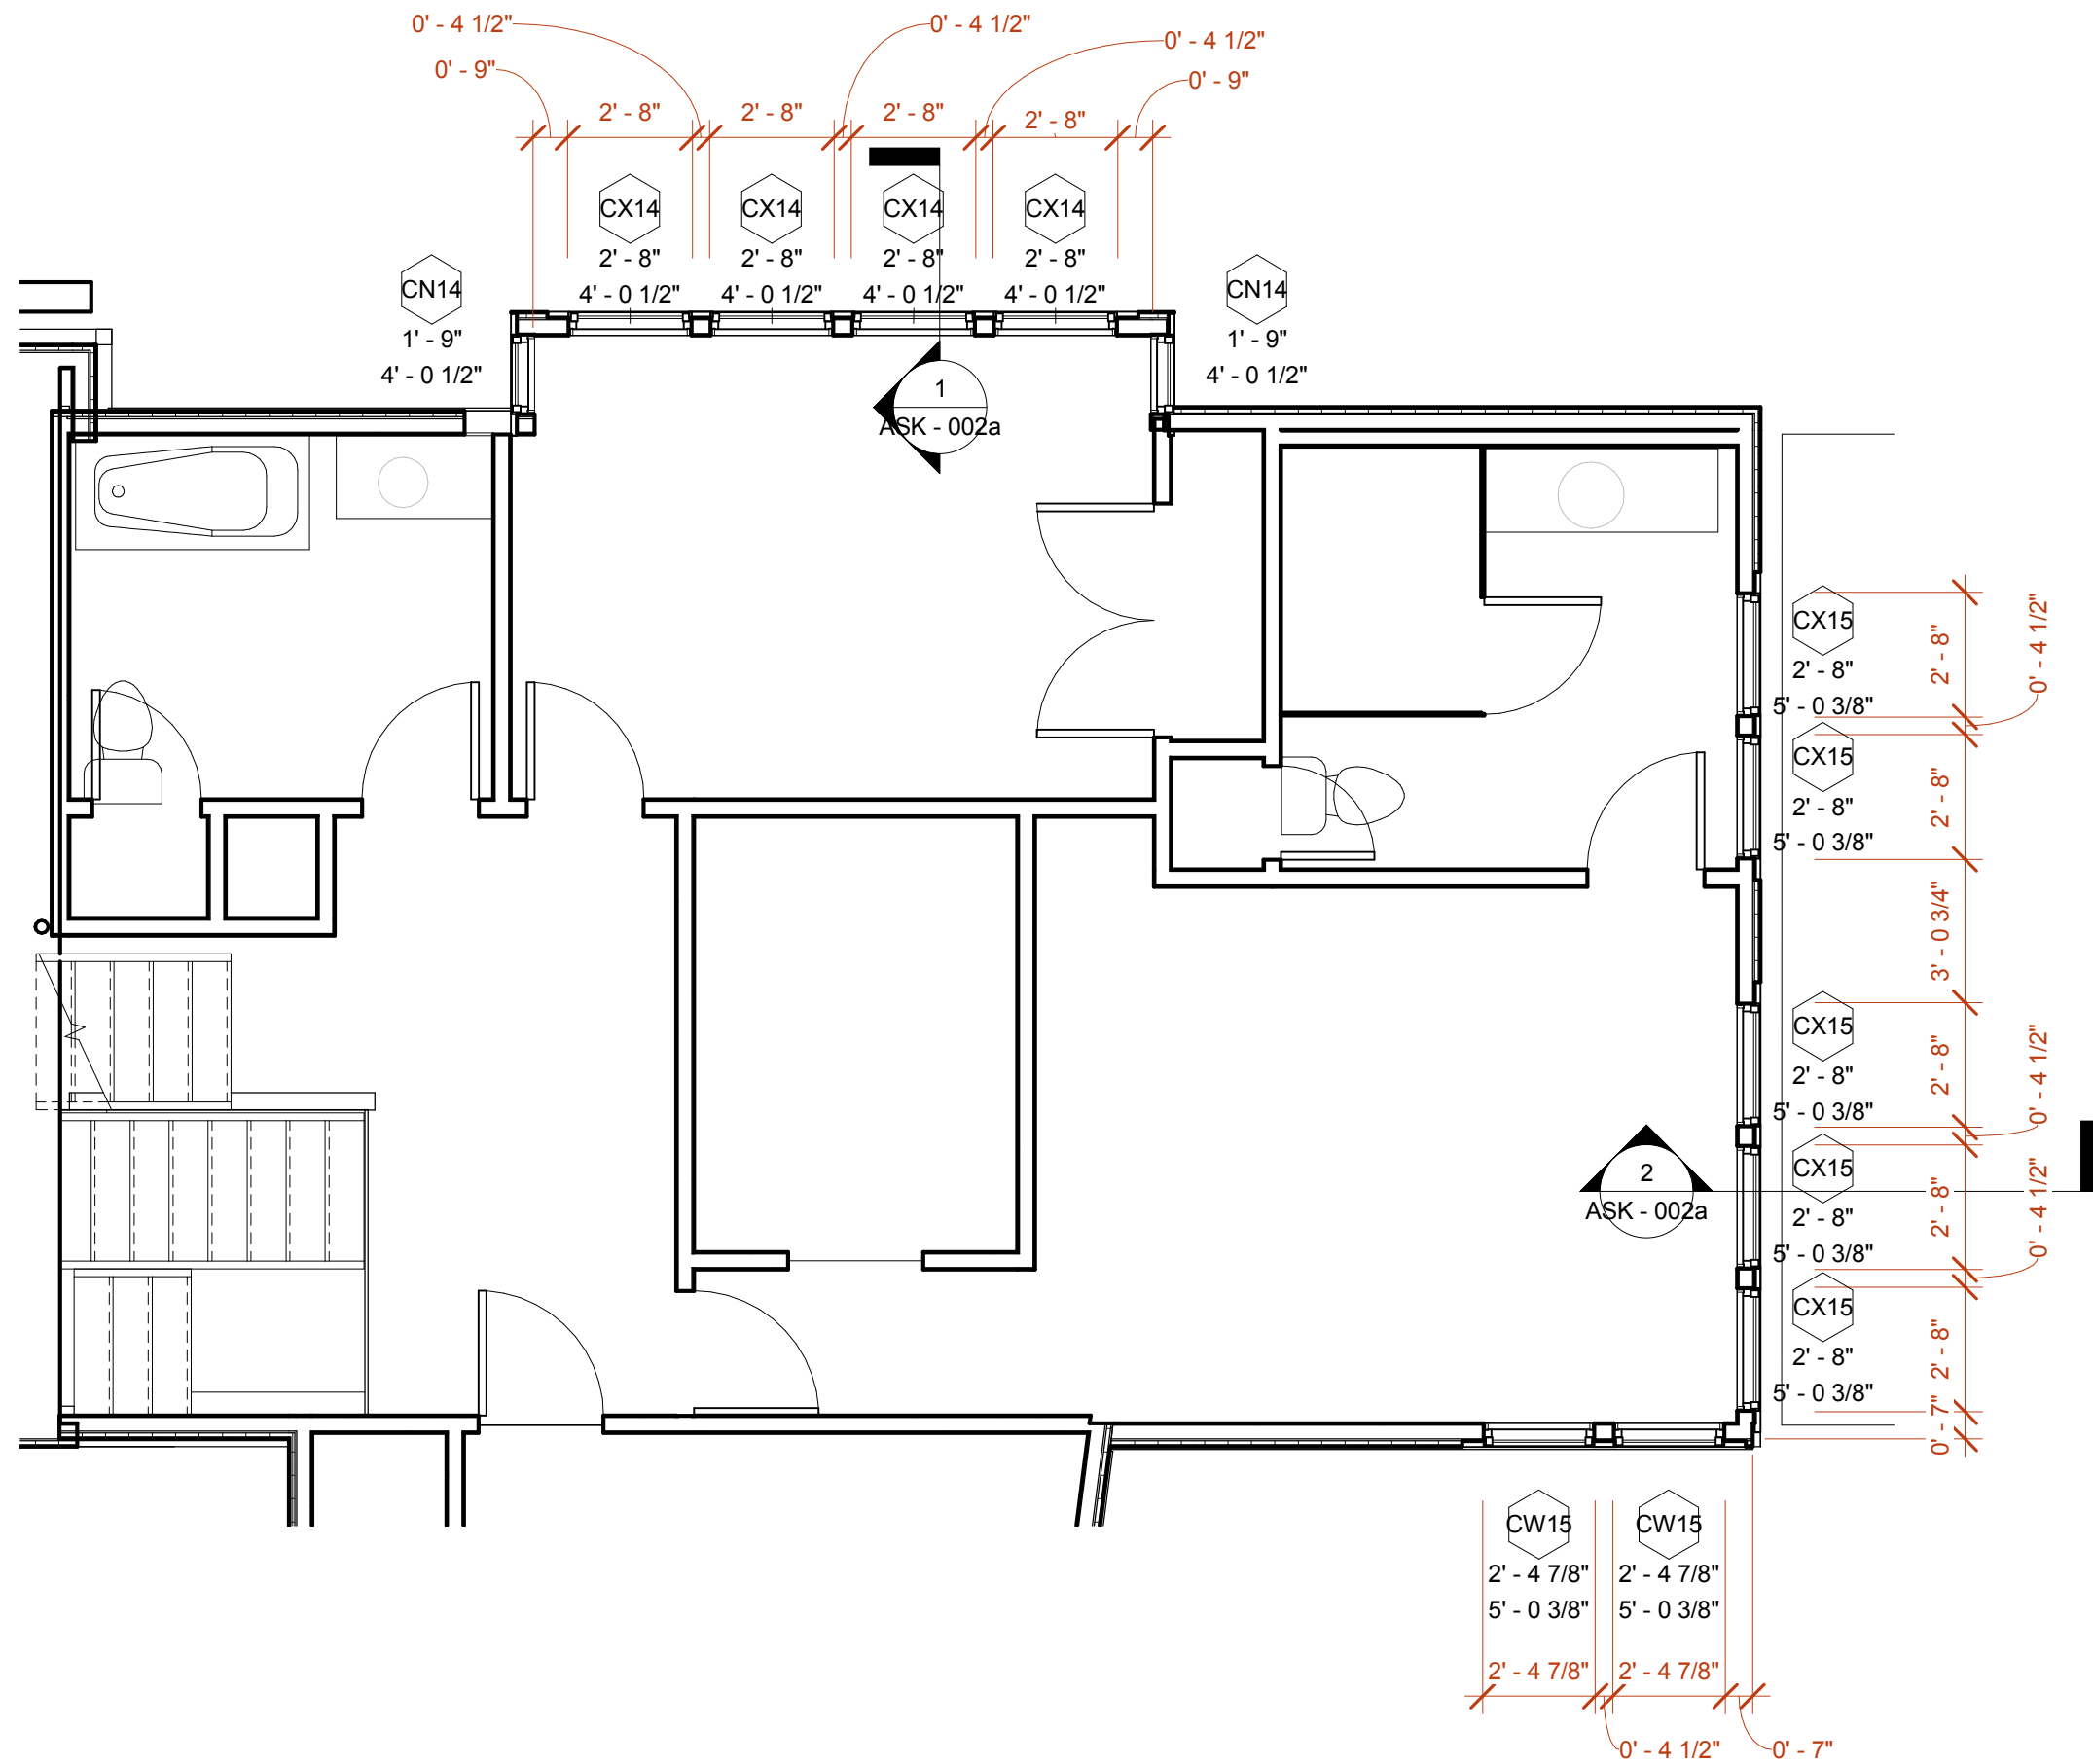 0' - 4 1/2"
0' - 4 1/2"
0' - 4 1/2"
0' - 9"
0' - 9"
2' - 8"
2' - 8"
2' - 8"
2' - 8"
CX14
2' - 8"
4' - 0 1/2"
CX14
2' - 8"
4' - 0 1/2"
CX14
2' - 8"
4' - 0 1/2"
CX14
2' - 8"
4' - 0 1/2"
CN14
1' - 9"
4' - 0 1/2"
CN14
1' - 9"
4' - 0 1/2"
1
ASK - 002a
CX15
2' - 8"
5' - 0 3/8"
2' - 8"
0' - 4 1/2"
CX15
2' - 8"
5' - 0 3/8"
2' - 8"
3' - 0 3/4"
CX15
2' - 8"
5' - 0 3/8"
2' - 8"
0' - 4 1/2"
2
ASK - 002a
CX15
2' - 8"
5' - 0 3/8"
2' - 8"
0' - 4 1/2"
CX15
2' - 8"
5' - 0 3/8"
2' - 8"
0' - 7"
CW15
2' - 4 7/8"
5' - 0 3/8"
CW15
2' - 4 7/8"
5' - 0 3/8"
2' - 4 7/8"
2' - 4 7/8"
0' - 4 1/2"
0' - 7"